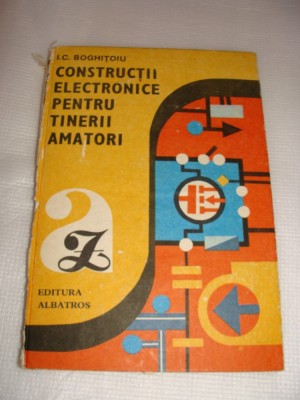 I.C. BOGHIȚOIU
CONSTRUCȚII
ELECTRONICE
PENTRU
TINERII
AMATORI
a
Z
EDITURA
ALBATROS